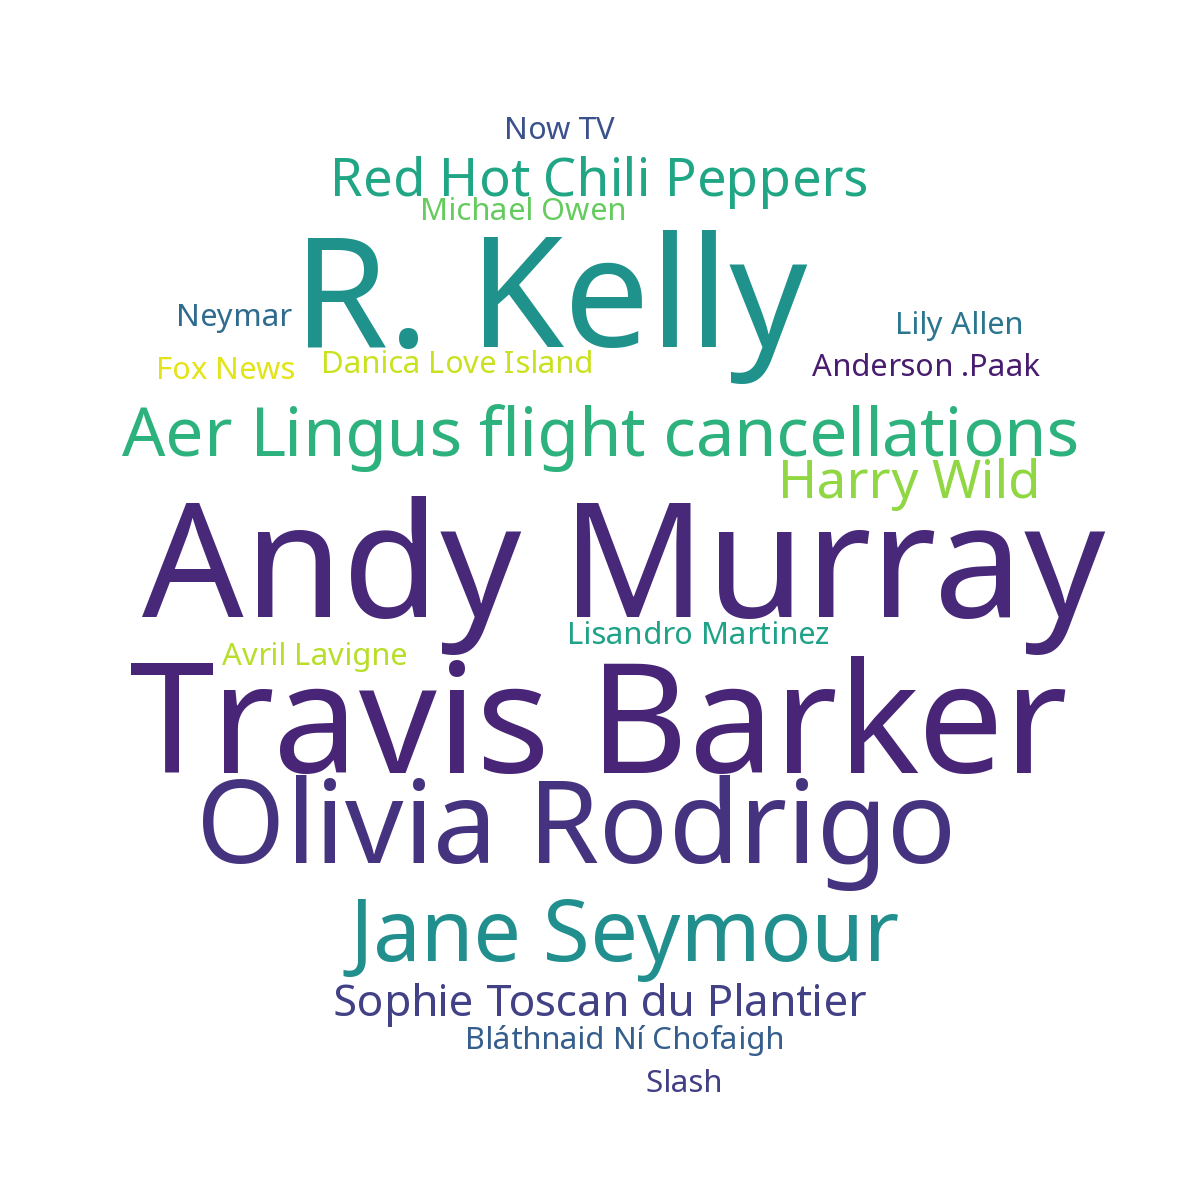 Now TV
Red Hot Chili Peppers
Michael Owen
R. Kelly
Neymar
Lily Allen
Fox News
Danica Love Island
Anderson .Paak
Aer Lingus flight cancellations
Harry Wild
Andy Murray
Lisandro Martinez
Avril Lavigne
Travis Barker
Olivia Rodrigo
Jane Seymour
Sophie Toscan du Plantier
Bláthnaid Ní Chofaigh
Slash